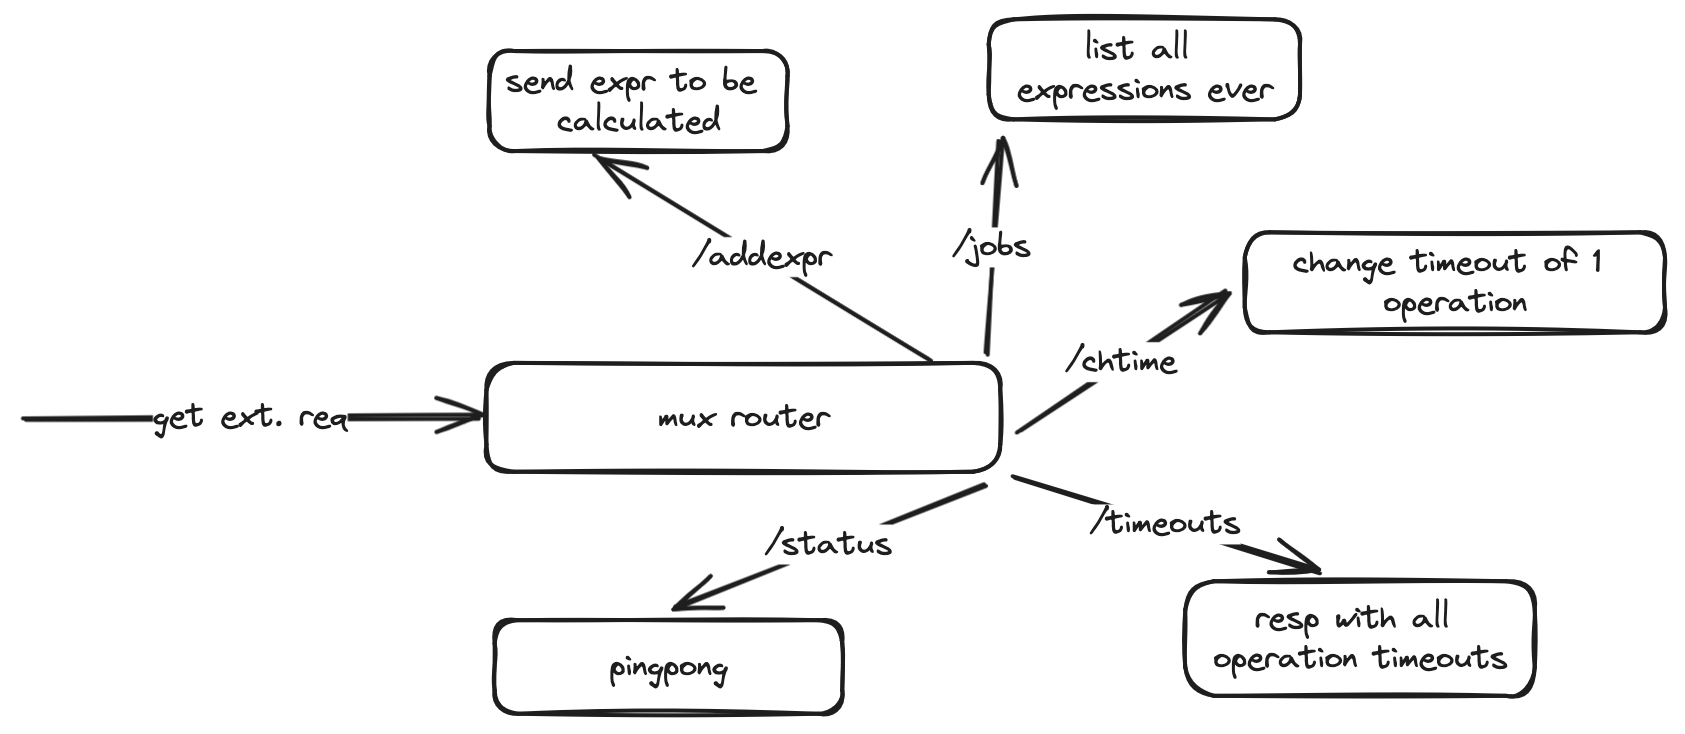 list all
expressions ever
send expr to be
calculated
/addexpr
/jobs
change timeout of 1
operation
/chtime
get ext. req
mux router
/timeouts
/status
resp with all
operation timeouts
pingpong